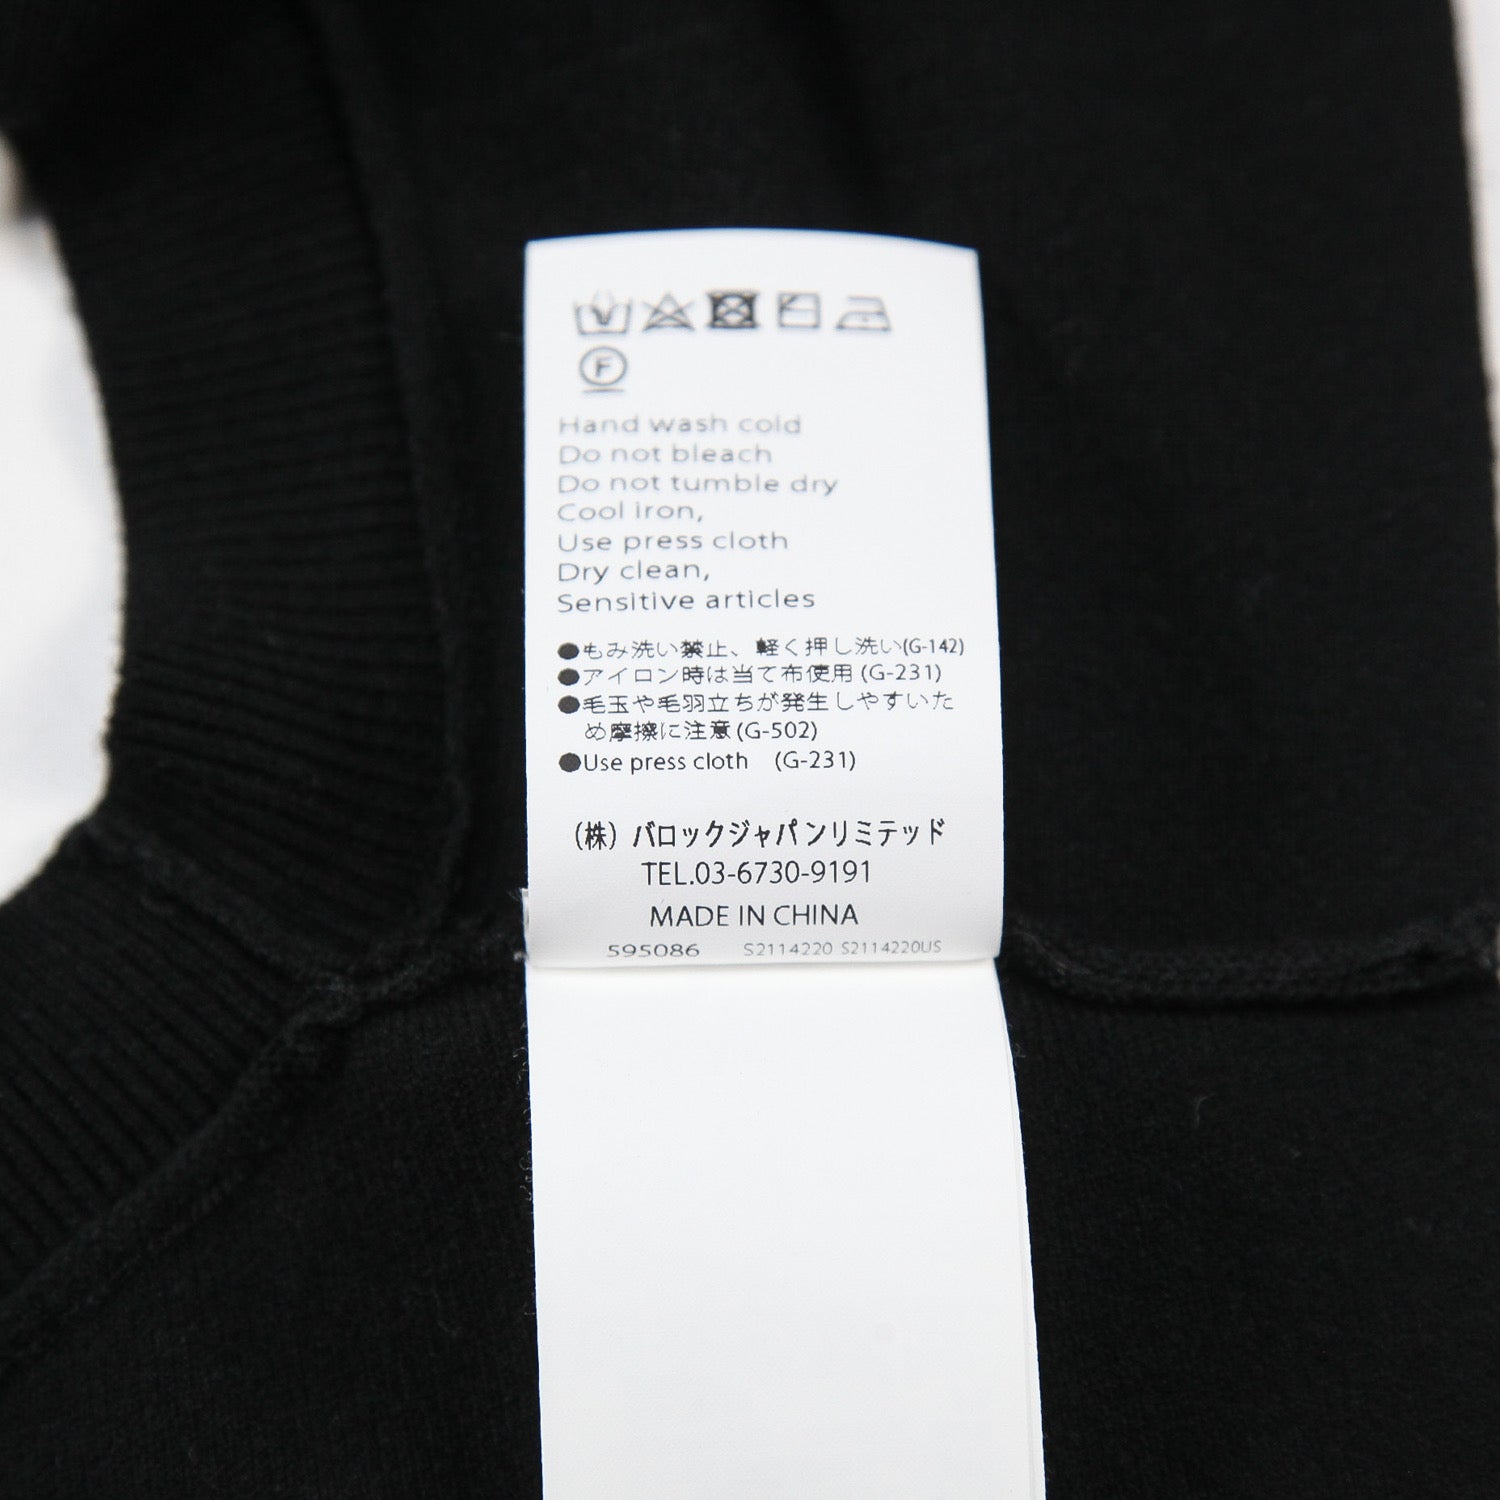 F
Hand wash cold
Do not bleach
Do not tumble dry
Cool iron,
Use press cloth
Dry clean,
Sensitive articles
●もみ洗い禁止、軽く押し洗い(G-142)
●アイロン時は当て布使用(G-231)
●毛玉や毛羽立ちが発生しやすいた
め摩擦に注意(G-502)
●Use press cloth (G-231)
(株) バロックジャパンリミテッド
TEL.03-6730-9191
MADE IN CHINA
595086 S2114220 S2114220US